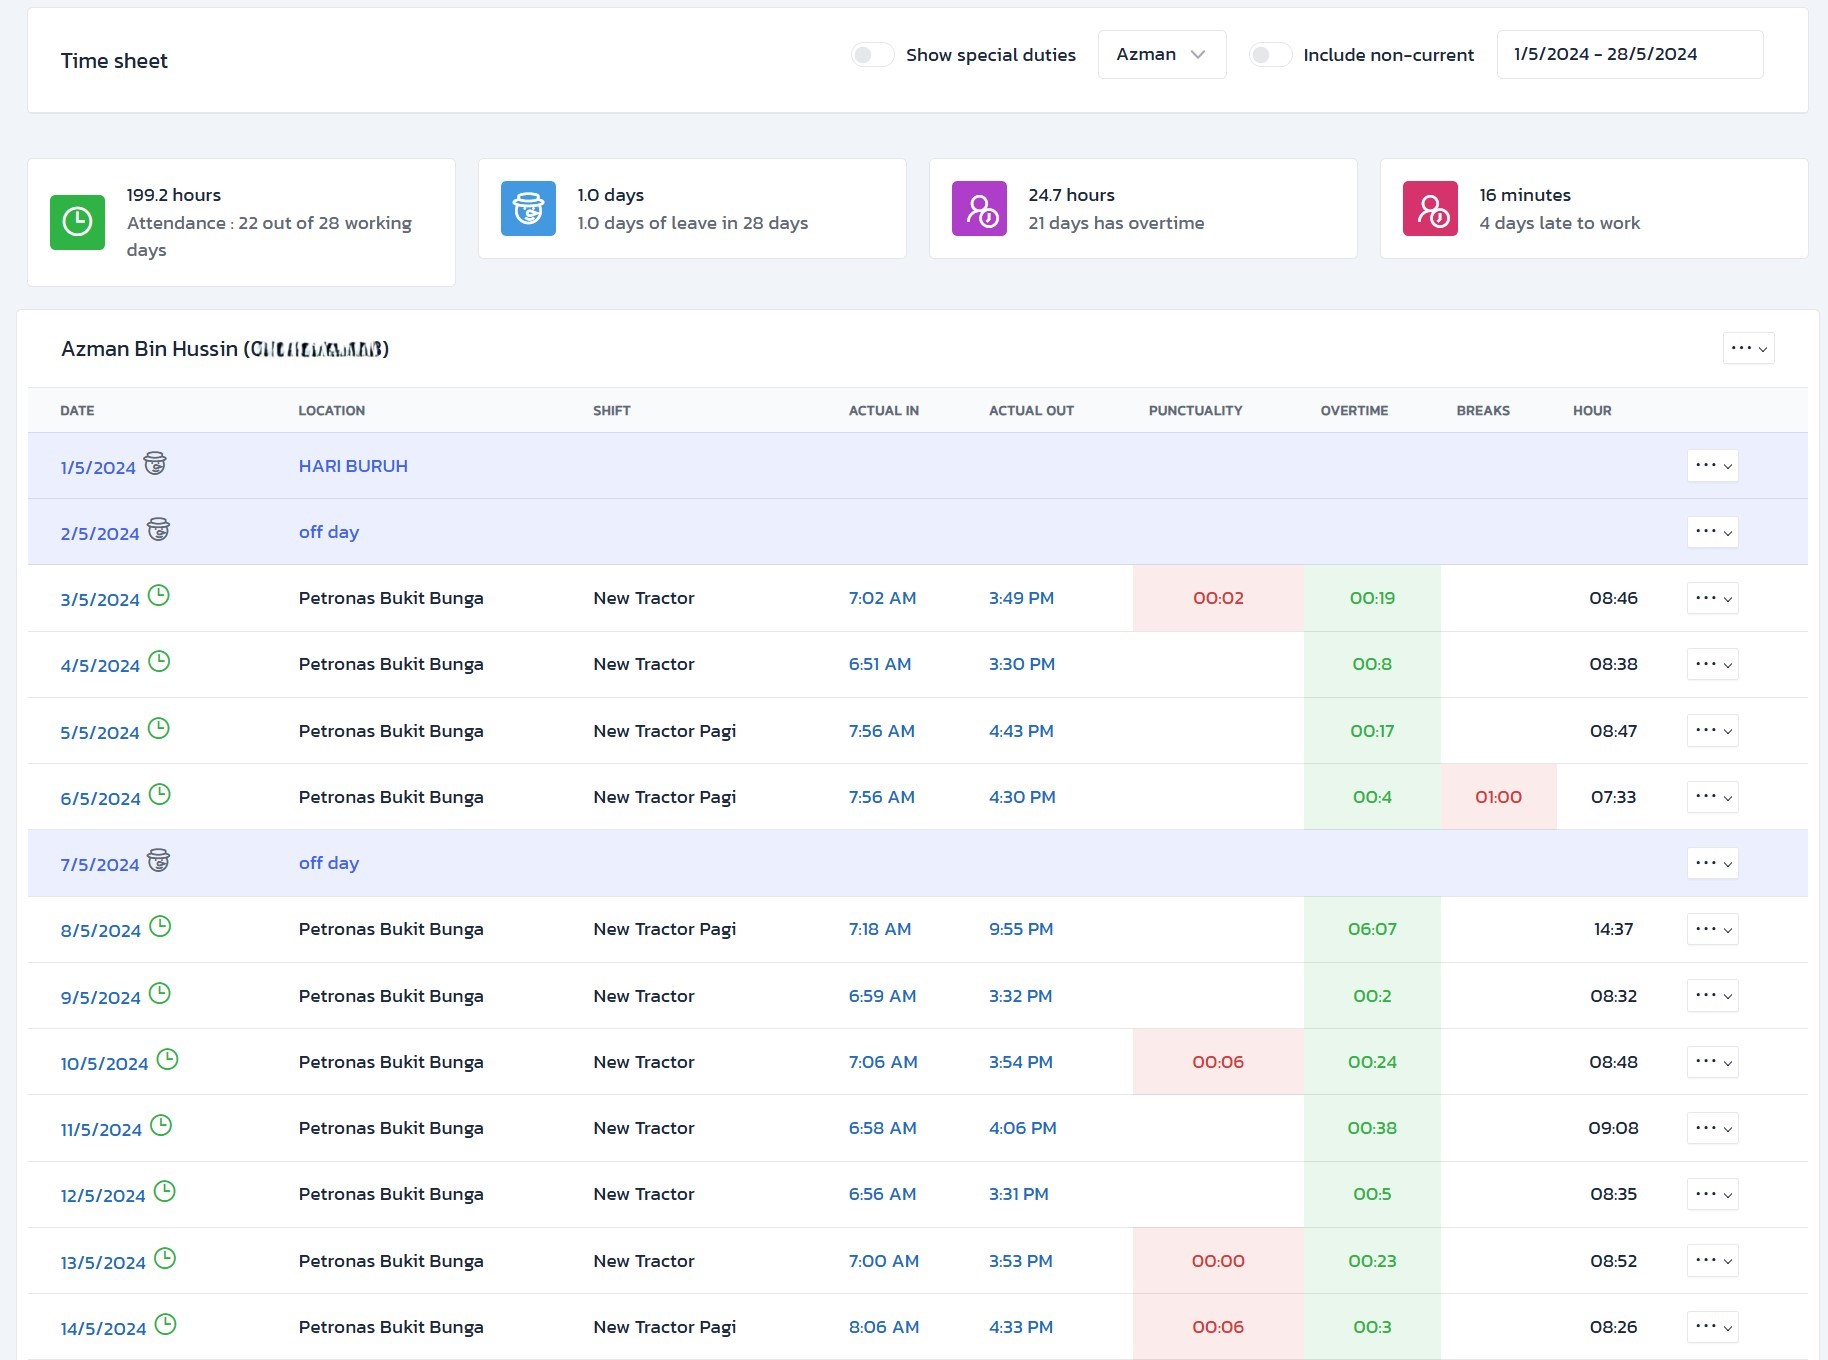 Time sheet
Show special duties
Azman
Include non-current
1/5/2024 - 28/5/2024
199.2 hours
Attendance : 22 out of 28 working
days
1.0 days
1.0 days of leave in 28 days
24.7 hours
21 days has overtime
16 minutes
4 days late to work
Azman Bin Hussin
DATE LOCATION SHIFT ACTUAL IN ACTUAL OUT PUNCTUALITY OVERTIME BREAKS HOUR
1/5/2024 HARI BURUH
2/5/2024 off day
3/5/2024 Petronas Bukit Bunga New Tractor 7:02 AM 3:49 PM 00:02 00:19 08:46
4/5/2024 Petronas Bukit Bunga New Tractor 6:51 AM 3:30 PM 00:8 08:38
5/5/2024 Petronas Bukit Bunga New Tractor Pagi 7:56 AM 4:43 PM 00:17 08:47
6/5/2024 Petronas Bukit Bunga New Tractor Pagi 7:56 AM 4:30 PM 00:4 01:00 07:33
7/5/2024 off day
8/5/2024 Petronas Bukit Bunga New Tractor Pagi 7:18 AM 9:55 PM 06:07 14:37
9/5/2024 Petronas Bukit Bunga New Tractor 6:59 AM 3:32 PM 00:2 08:32
10/5/2024 Petronas Bukit Bunga New Tractor 7:06 AM 3:54 PM 00:06 00:24 08:48
11/5/2024 Petronas Bukit Bunga New Tractor 6:58 AM 4:06 PM 00:38 09:08
12/5/2024 Petronas Bukit Bunga New Tractor 6:56 AM 3:31 PM 00:5 08:35
13/5/2024 Petronas Bukit Bunga New Tractor 7:00 AM 3:53 PM 00:00 00:23 08:52
14/5/2024 Petronas Bukit Bunga New Tractor Pagi 8:06 AM 4:33 PM 00:06 00:3 08:26